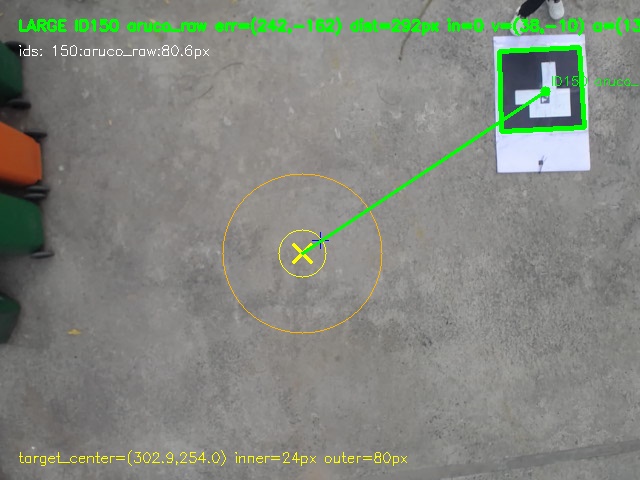 LARGE ID150 aruco_raw err=(242,-162) dist=292px in=0 v=(38,-10) a=(13
ids: 150:aruco_raw:80.6px
ID150 aruco_
target_center=(302.9,254.0) inner=24px outer=80px